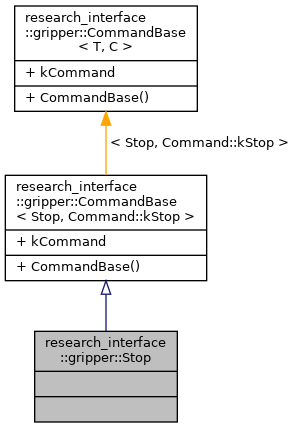 research_interface
::gripper::CommandBase
< T, C >
+ kCommand
+ CommandBase()
< Stop, Command::kStop >
research_interface
::gripper::CommandBase
< Stop, Command::kStop >
+ kCommand
+ CommandBase()
research_interface
::gripper::Stop